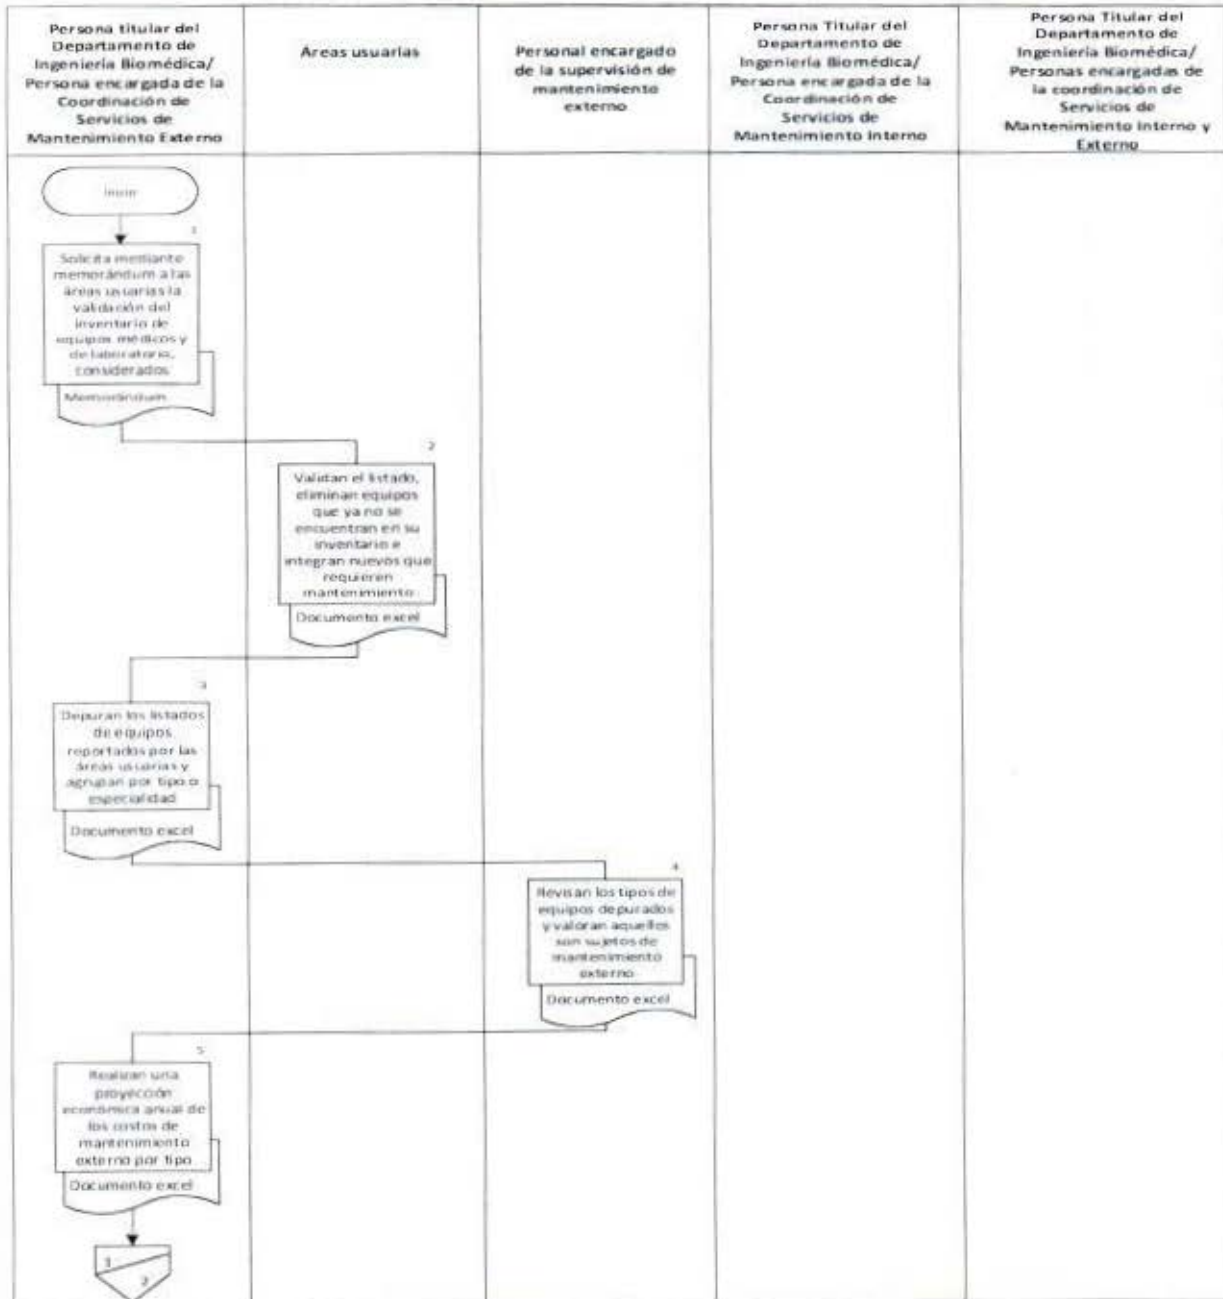 Persona titular del
Departamento de
Ingeniería Biomédica/
Persona encargada de la
Coordinación de
Servicios de
Mantenimiento Externo
Áreas usuarias
Personal encargado
de la supervisión de
mantenimiento
externo
Persona Titular del
Departamento de
Ingeniería Biomédica/
Persona encargada de la
Coordinación de
Servicios de
Mantenimiento Interno
Persona Titular del
Departamento de
Ingeniería Biomédica/
Personas encargadas de
la coordinación de
Servicios de
Mantenimiento Interno y
Externo
Inicio
1
Solicita mediante
memorándum a las
áreas usuarias la
validación del
inventario de
equipos médicos y
de laboratorio,
considerados
Memorándum
2
Validan el listado,
eliminan equipos
que ya no se
encuentran en su
inventario e
integran nuevos que
requieren
mantenimiento
Documento excel
3
Depuran los listados
de equipos
reportados por las
áreas usuarias y
agrupan por tipo o
especialidad
Documento excel
4
Revisan los tipos de
equipos depurados
y valoran aquellos
son sujetos de
mantenimiento
externo
Documento excel
5
Realizan una
proyección
económica anual de
los costos de
mantenimiento
externo por tipo
Documento excel
1
2